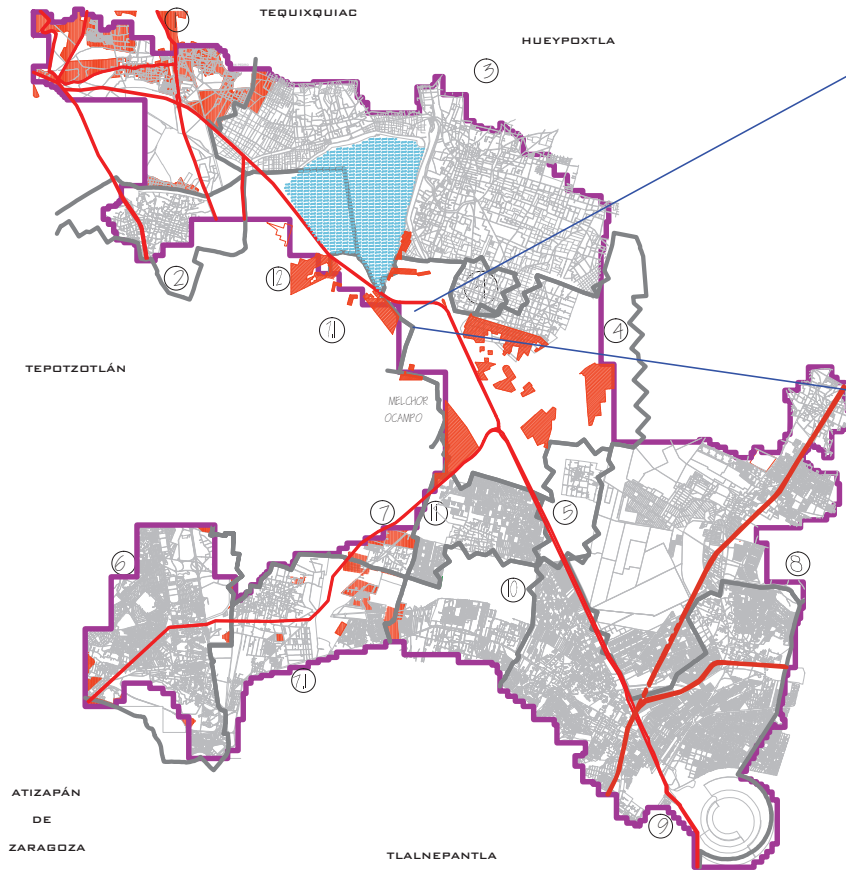 TEQUIXQUIAC
HUEYPOXTLA
3
2
12
11
4
TEPOTZOTLÁN
MELCHOR
OCAMPO
7
5
6
8
10
ATIZAPÁN
DE
ZARAGOZA
9
TLALNEPANTLA